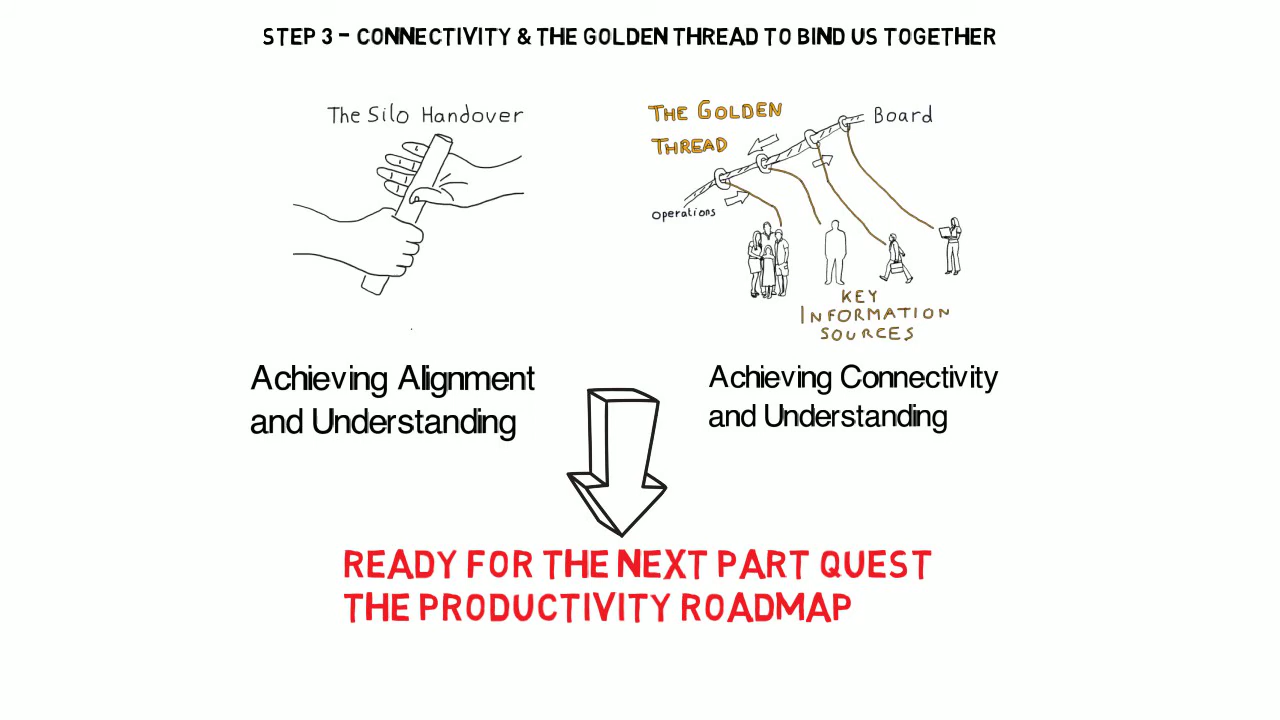 STEP 3 - CONNECTIVITY & THE GOLDEN THREAD TO BIND US TOGETHER
The Silo Handover
THE GOLDEN
THREAD
Board
Operations
KEY
INFORMATION
SOURCES
Achieving Alignment
and Understanding
Achieving Connectivity
and Understanding
READY FOR THE NEXT PART QUEST
THE PRODUCTIVITY ROADMAP